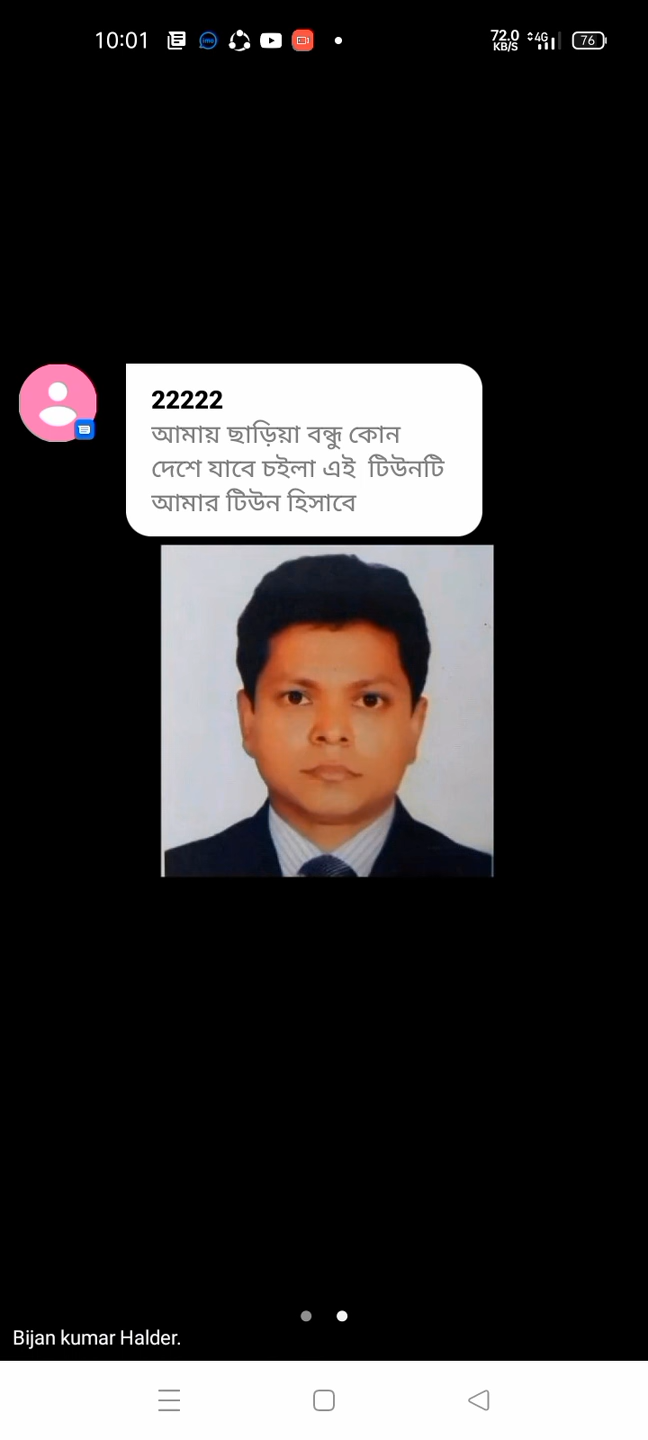 10:01
72.0
KB/S
4G
76
22222
আমায় ছাড়িয়া বন্ধু কোন
দেশে যাবে চইলা এই টিউনটি
আমার টিউন হিসাবে
Bijan kumar Halder.